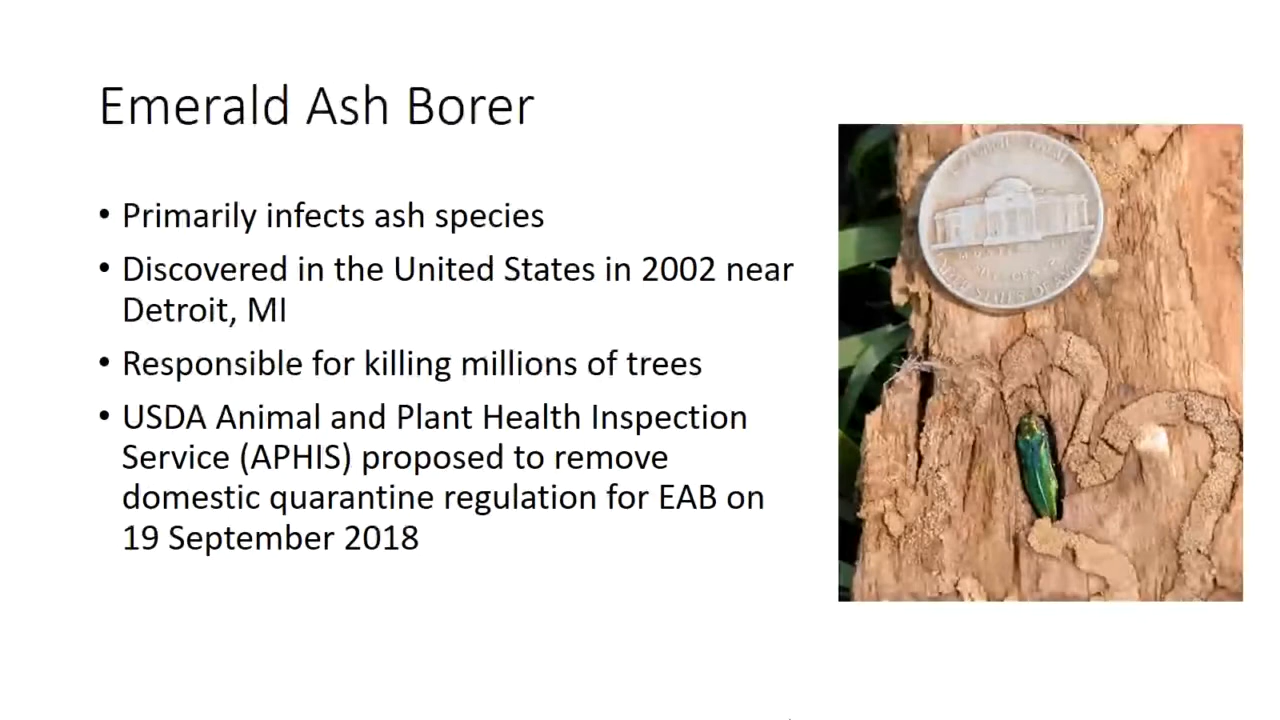 Emerald Ash Borer
• Primarily infects ash species
• Discovered in the United States in 2002 near
Detroit, MI
• Responsible for killing millions of trees
• USDA Animal and Plant Health Inspection
Service (APHIS) proposed to remove
domestic quarantine regulation for EAB on
19 September 2018